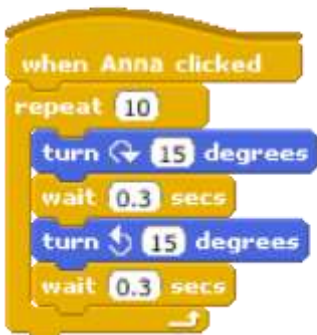 when Anna clicked
repeat 10
turn 15 degrees
wait 0.3 secs
turn 15 degrees
wait 0.3 secs